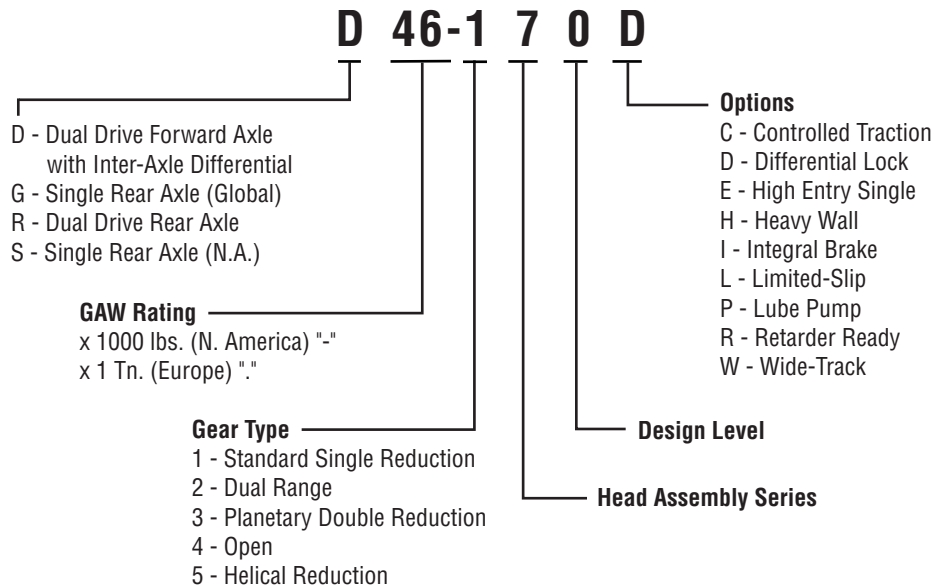 D 46-1 7 0 D
D - Dual Drive Forward Axle
with Inter-Axle Differential
G - Single Rear Axle (Global)
R - Dual Drive Rear Axle
S - Single Rear Axle (N.A.)
GAW Rating
x 1000 lbs. (N. America) "-"
x 1 Tn. (Europe) "."
Gear Type
1 - Standard Single Reduction
2 - Dual Range
3 - Planetary Double Reduction
4 - Open
5 - Helical Reduction
Options
C - Controlled Traction
D - Differential Lock
E - High Entry Single
H - Heavy Wall
I - Integral Brake
L - Limited-Slip
P - Lube Pump
R - Retarder Ready
W - Wide-Track
Design Level
Head Assembly Series